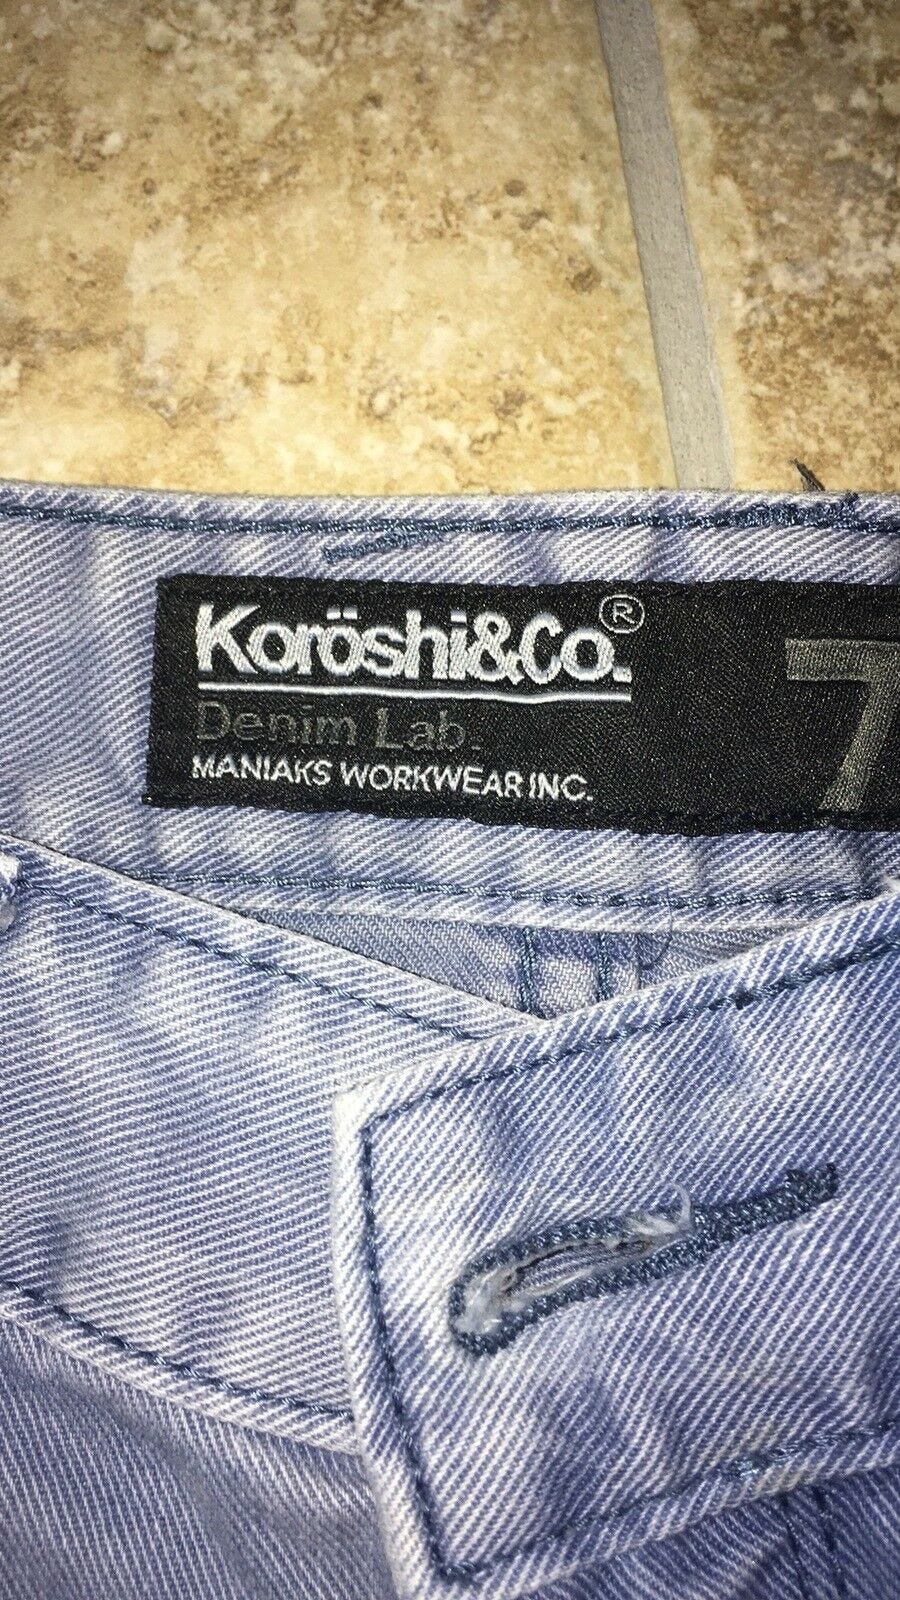 Koröshi&Co.®
Denim Lab.
MANIAKS WORKWEAR INC.
7